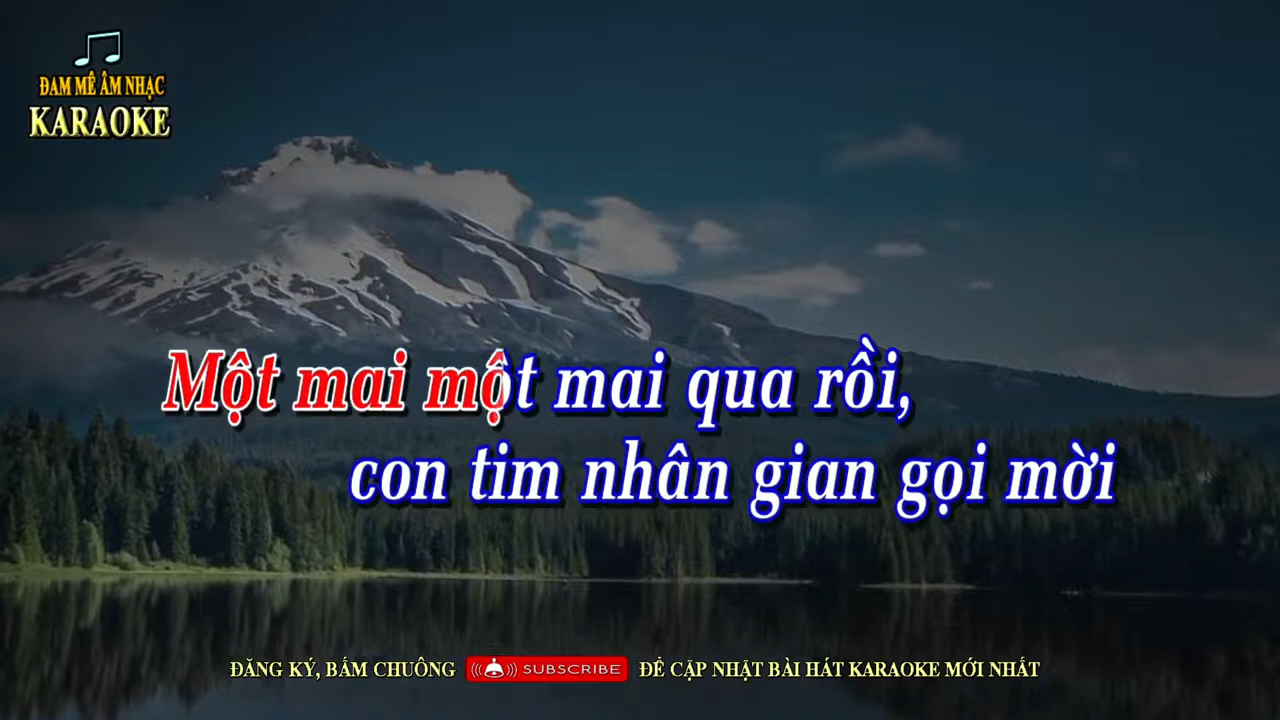 ĐAM MÊ ÂM NHẠC
KARAOKE
Một mai một mai qua rồi,
con tim nhân gian gọi mời
ĐĂNG KÝ, BẤM CHUÔNG SUBSCRIBE ĐỂ CẬP NHẬT BÀI HÁT KARAOKE MỚI NHẤT